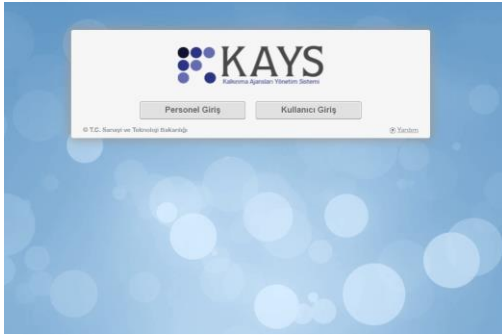 KAYS
Kalkınma Ajansları Yönetim Sistemi
Personel Giriş
Kullanıcı Giriş
© T.C. Sanayi ve Teknoloji Bakanlığı
Yardım